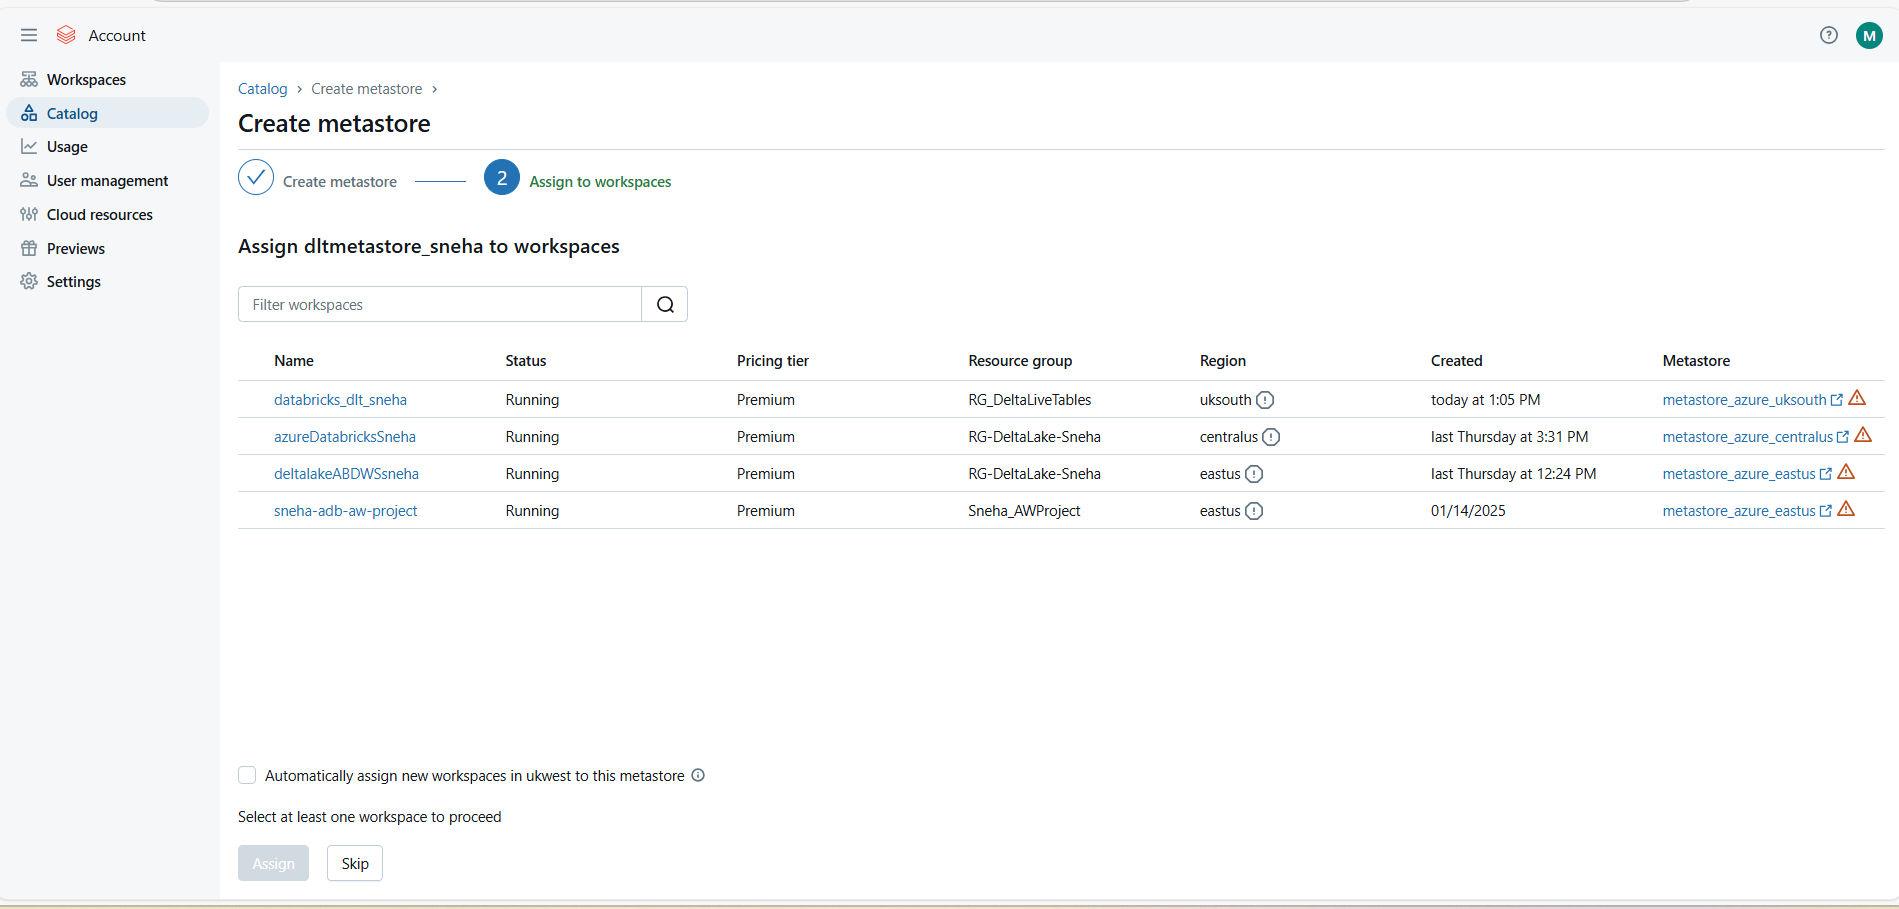 Account
M
Workspaces
Catalog
Usage
User management
Cloud resources
Previews
Settings
Catalog › Create metastore ›
Create metastore
Create metastore
2 Assign to workspaces
Assign dltmetastore_sneha to workspaces
Filter workspaces
Name Status Pricing tier Resource group Region Created Metastore
databricks_dlt_sneha Running Premium RG_DeltaLiveTables uksouth today at 1:05 PM metastore_azure_uksouth
azureDatabricksSneha Running Premium RG-DeltaLake-Sneha centralus last Thursday at 3:31 PM metastore_azure_centralus
deltalakeABDWSsneha Running Premium RG-DeltaLake-Sneha eastus last Thursday at 12:24 PM metastore_azure_eastus
sneha-adb-aw-project Running Premium Sneha_AWProject eastus 01/14/2025 metastore_azure_eastus
Automatically assign new workspaces in ukwest to this metastore
Select at least one workspace to proceed
Assign Skip